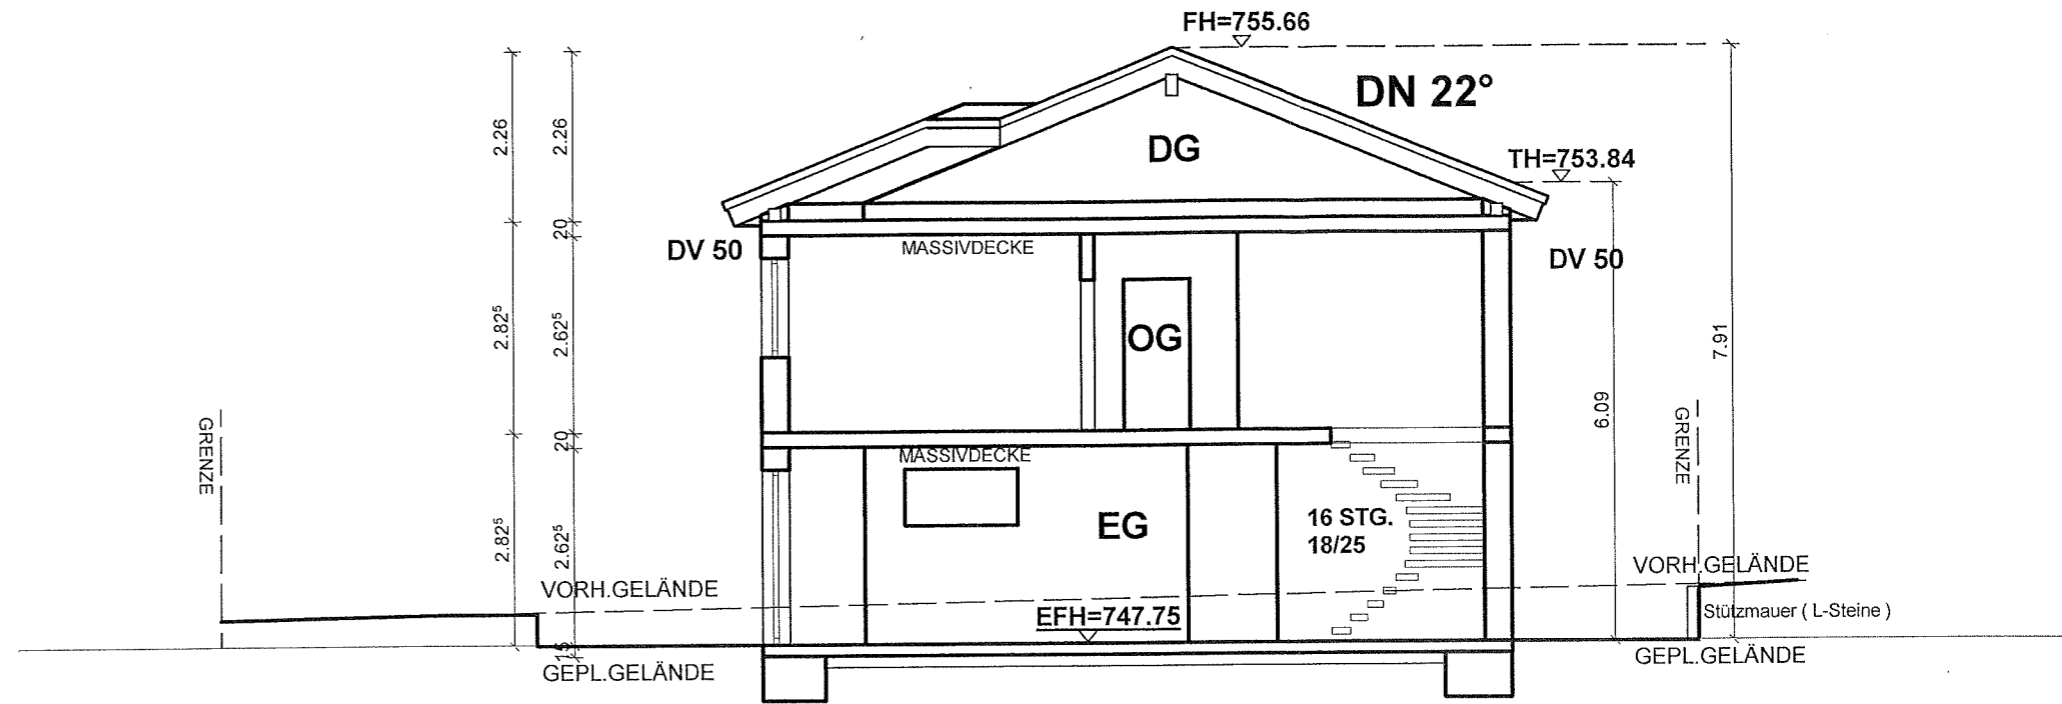 FH=755.66
DN 22°
2.26
2.26
DG
TH=753.84
20
DV 50
MASSIVDECKE
DV 50
2.82⁵
2.62⁵
OG
7.91
6.09
GRENZE
GRENZE
20
MASSIVDECKE
2.82⁵
2.62⁵
EG
16 STG.
18/25
VORH.GELÄNDE
VORH.GELÄNDE
EFH=747.75
Stützmauer ( L-Steine )
15
GEPL.GELÄNDE
GEPL.GELÄNDE